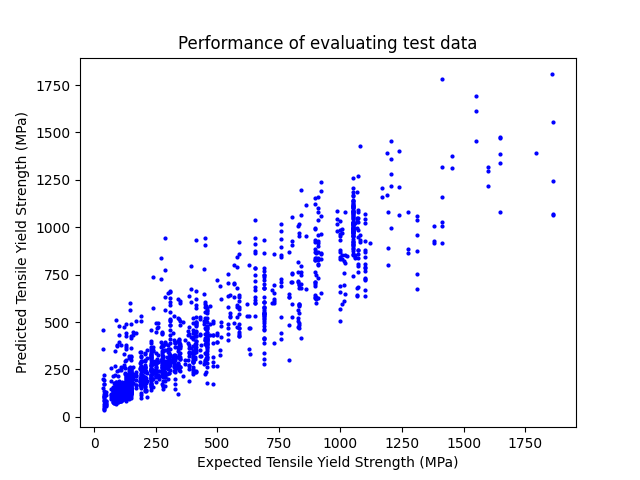 Performance of evaluating test data
Predicted Tensile Yield Strength (MPa)
1750
1500
1250
1000
750
500
250
0
0 250 500 750 1000 1250 1500 1750
Expected Tensile Yield Strength (MPa)